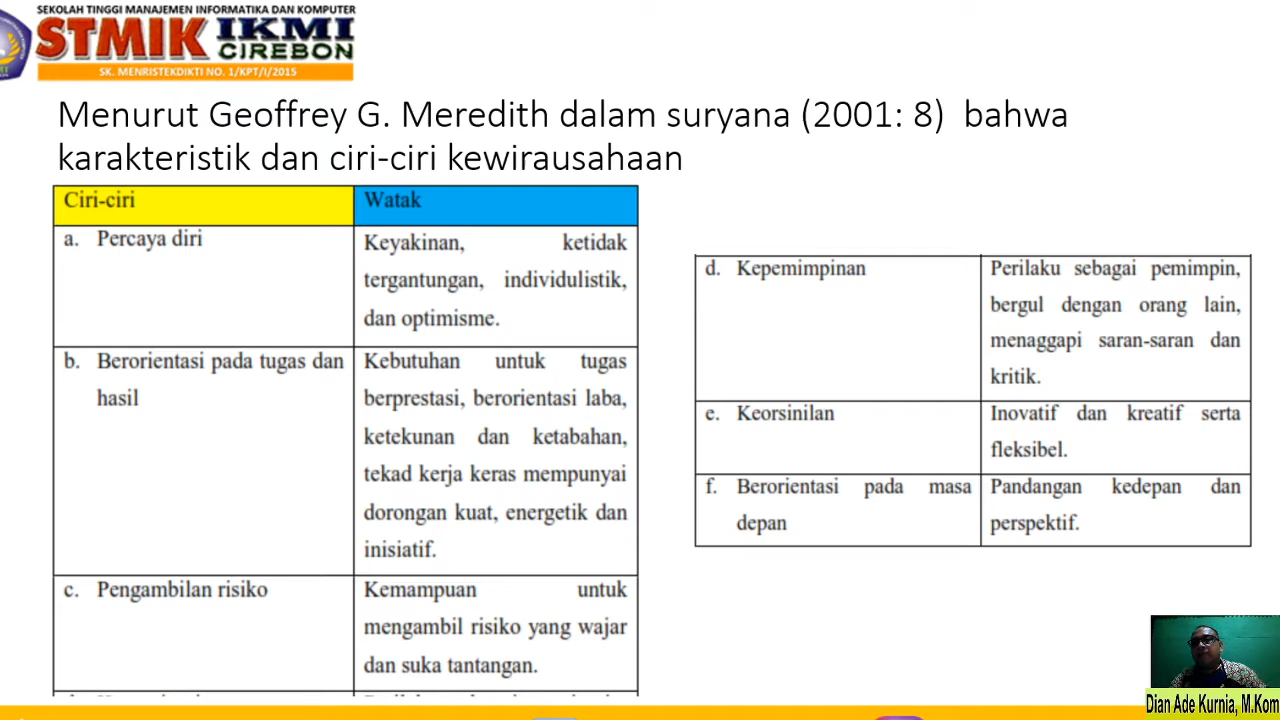 SEKOLAH TINGGI MANAJEMEN INFORMATIKA DAN KOMPUTER
STMIK IKMI
CIREBON
SK. MENRISTEKDIKTI NO. 1/KPT/I/2015
Menurut Geoffrey G. Meredith dalam suryana (2001: 8) bahwa
karakteristik dan ciri-ciri kewirausahaan
Ciri-ciri
Watak
a. Percaya diri
Keyakinan, ketidak
tergantungan, individulistik,
dan optimisme.
b. Berorientasi pada tugas dan
hasil
Kebutuhan untuk tugas
berprestasi, berorientasi laba,
ketekunan dan ketabahan,
tekad kerja keras mempunyai
dorongan kuat, energetik dan
inisiatif.
c. Pengambilan risiko
Kemampuan untuk
mengambil risiko yang wajar
dan suka tantangan.
d. Kepemimpinan
Perilaku sebagai pemimpin,
bergul dengan orang lain,
menaggapi saran-saran dan
kritik.
e. Keorsinilan
Inovatif dan kreatif serta
fleksibel.
f. Berorientasi pada masa
depan
Pandangan kedepan dan
perspektif.
Dian Ade Kurnia, M.Kom